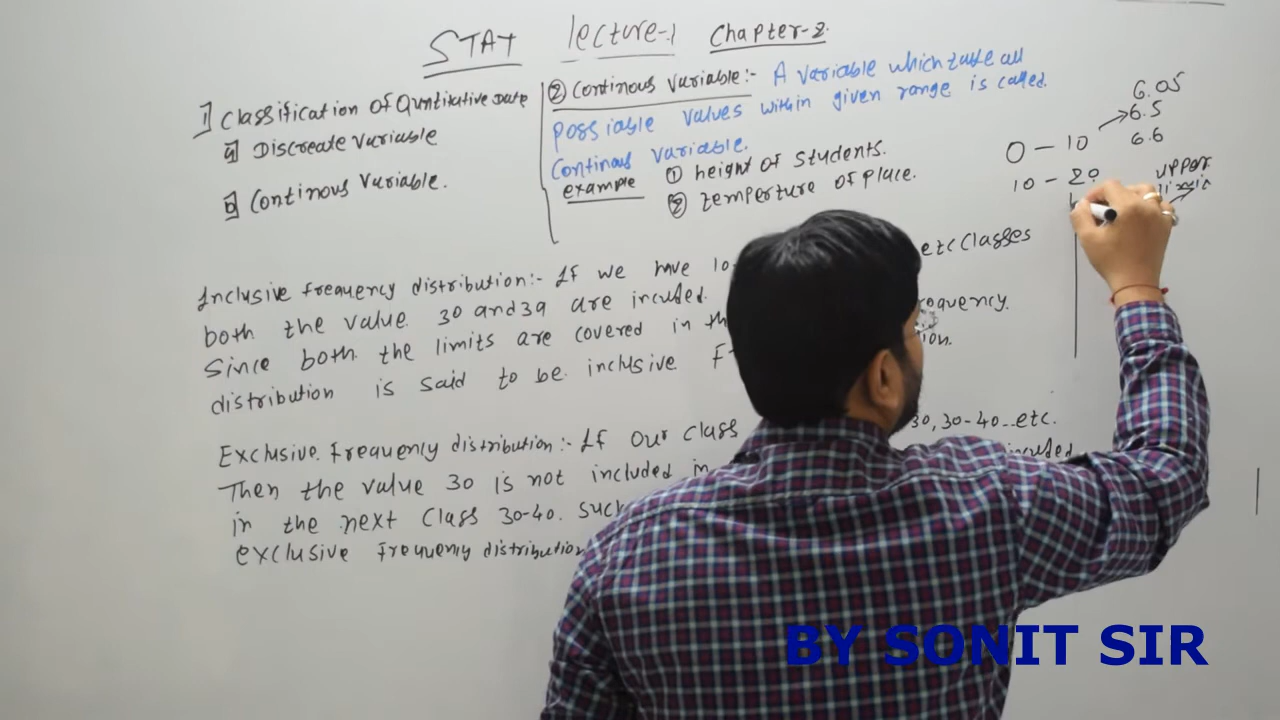 STAT lecture-1 Chapter-2.
1] Classification of Quntitative Data
a] Discreate Variable
b] Continous Variable.
② Continous Variable:- A variable which take all
possiable values within given range is called
Continous Variable.
example ① height of students.
② temperture of place.
6.05
0 - 10 6.5
6.6
10 - 20 upper
limit
Inclusive frequency distribution:- If we have 10- etc classes
both the value 30 and 39 are incuded. frequency.
Since both the limits are covered in th
distribution is said to be inclusive F
Exclusive frequency distribution:- If our class 30, 30-40..etc.
Then the value 30 is not included in incuded
in the next class 30-40. such
exclusive frequency distribution
BY SONIT SIR